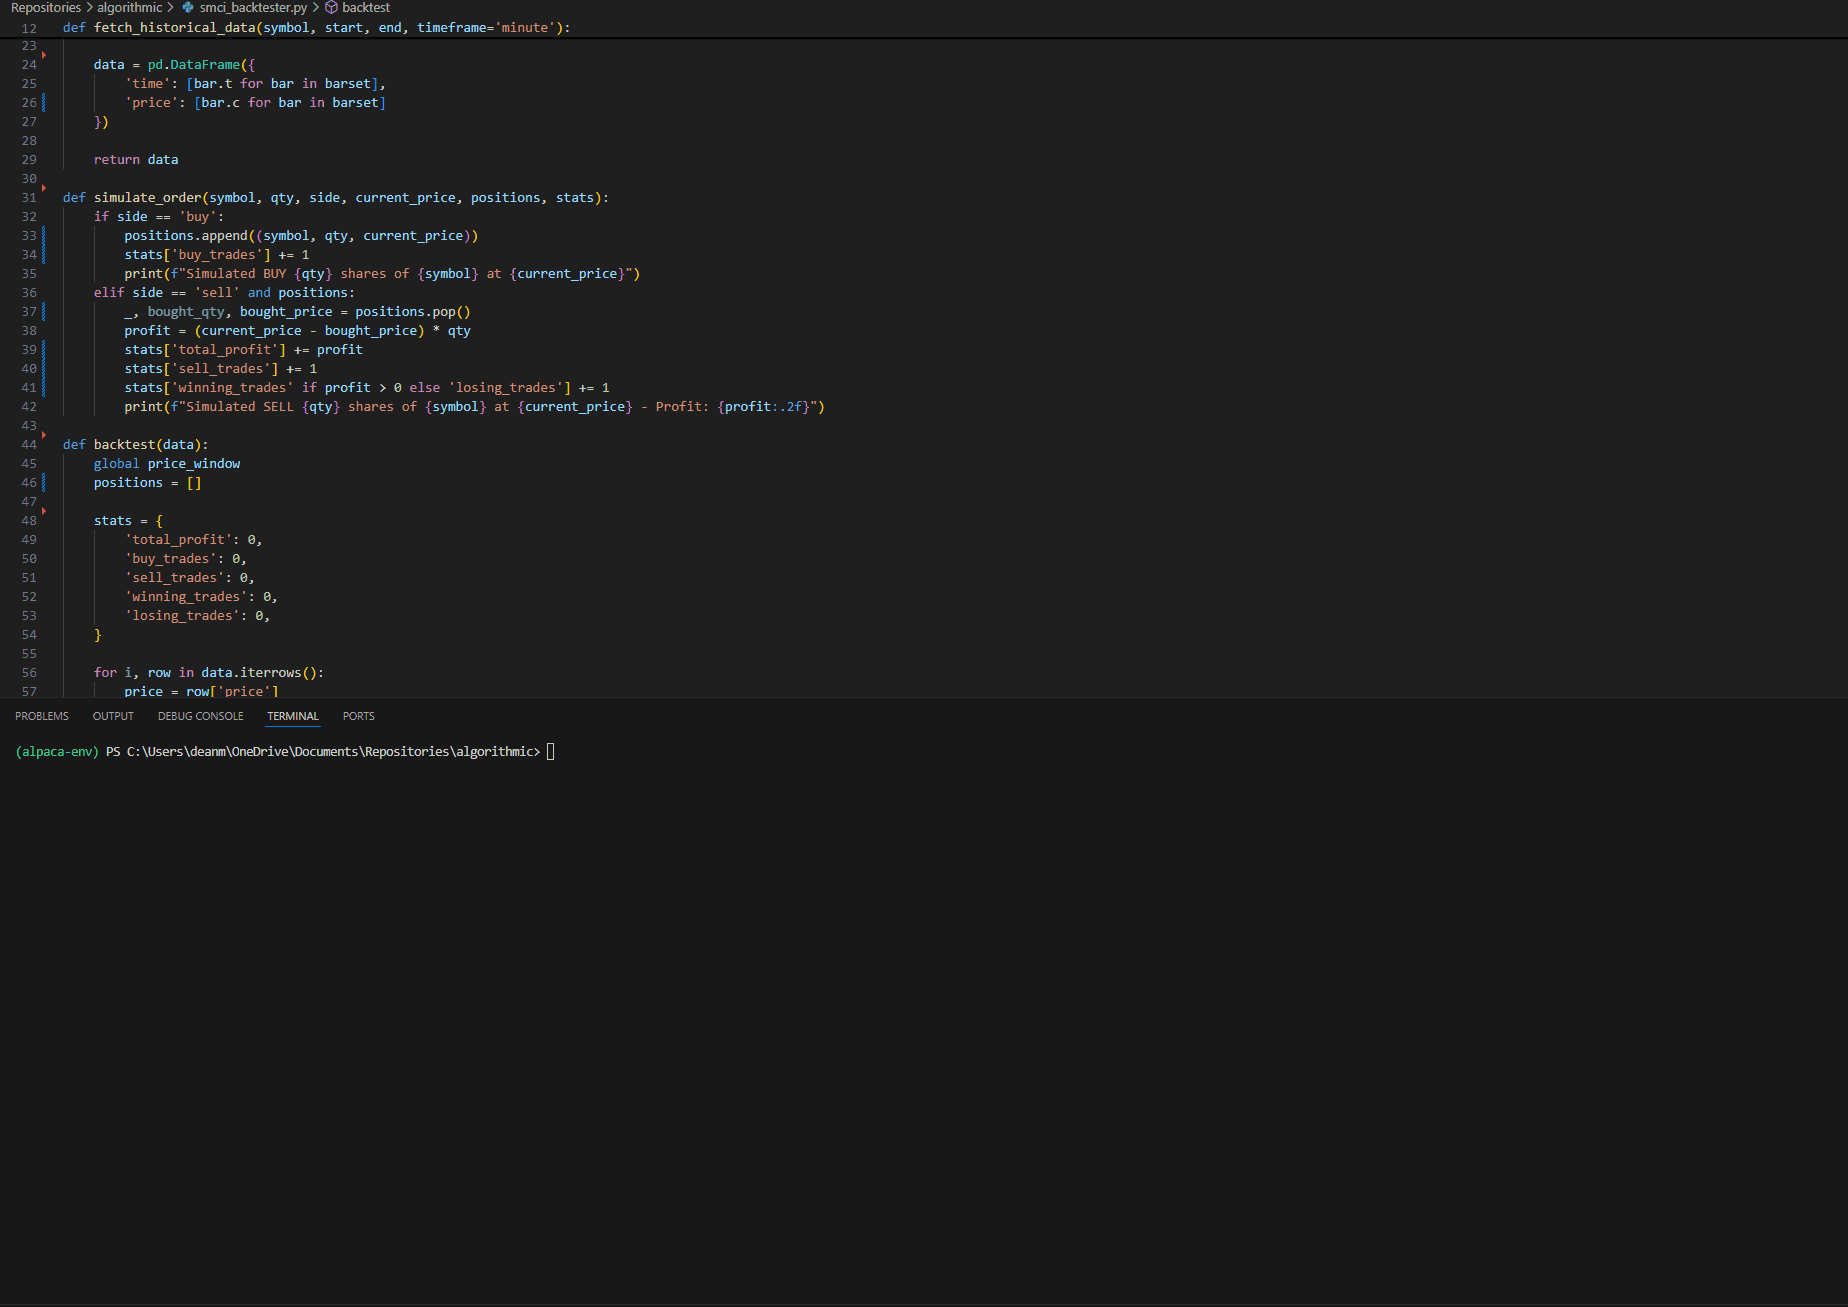 Repositories > algorithmic > smci_backtester.py > backtest
12 def fetch_historical_data(symbol, start, end, timeframe='minute'):
23
24     data = pd.DataFrame({
25         'time': [bar.t for bar in barset],
26         'price': [bar.c for bar in barset]
27     })
28
29     return data
30
31 def simulate_order(symbol, qty, side, current_price, positions, stats):
32     if side == 'buy':
33         positions.append((symbol, qty, current_price))
34         stats['buy_trades'] += 1
35         print(f"Simulated BUY {qty} shares of {symbol} at {current_price}")
36     elif side == 'sell' and positions:
37         _, bought_qty, bought_price = positions.pop()
38         profit = (current_price - bought_price) * qty
39         stats['total_profit'] += profit
40         stats['sell_trades'] += 1
41         stats['winning_trades' if profit > 0 else 'losing_trades'] += 1
42         print(f"Simulated SELL {qty} shares of {symbol} at {current_price} - Profit: {profit:.2f}")
43
44 def backtest(data):
45     global price_window
46     positions = []
47
48     stats = {
49         'total_profit': 0,
50         'buy_trades': 0,
51         'sell_trades': 0,
52         'winning_trades': 0,
53         'losing_trades': 0,
54     }
55
56     for i, row in data.iterrows():
57         price = row['price']
PROBLEMS OUTPUT DEBUG CONSOLE TERMINAL PORTS
(alpaca-env) PS C:\Users\deanm\OneDrive\Documents\Repositories\algorithmic>